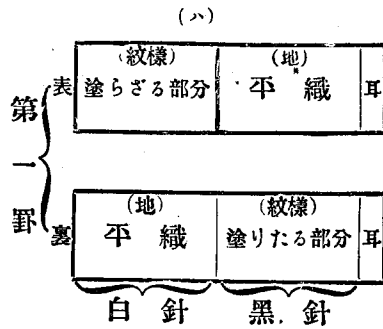 (ハ)
第一罫
表
(紋様)
塗らざる部分
(地)
平織
耳
裏
(地)
平織
(紋様)
塗りたる部分
耳
白針
黑針